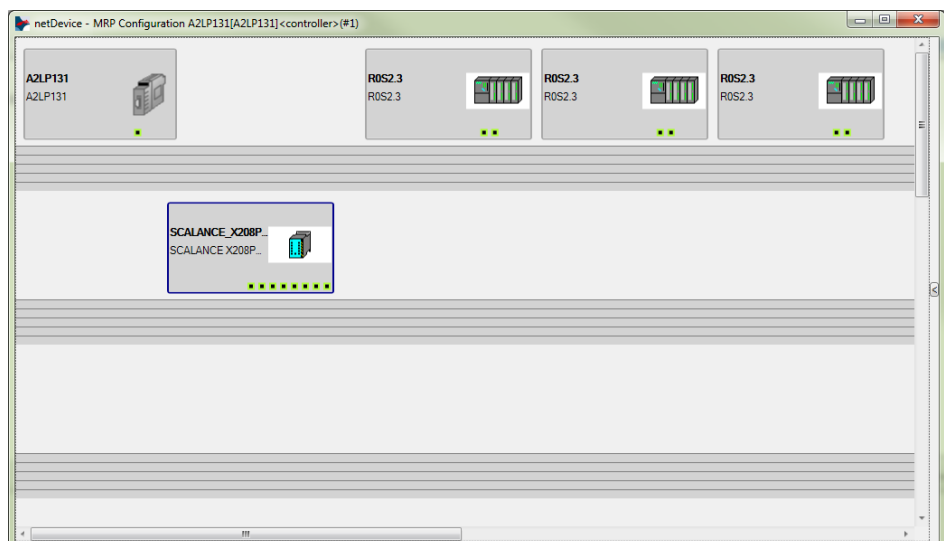 netDevice - MRP Configuration A2LP131[A2LP131]<controller>(#1)
A2LP131
A2LP131
R0S2.3
R0S2.3
R0S2.3
R0S2.3
R0S2.3
R0S2.3
SCALANCE_X208P...
SCALANCE X208P...